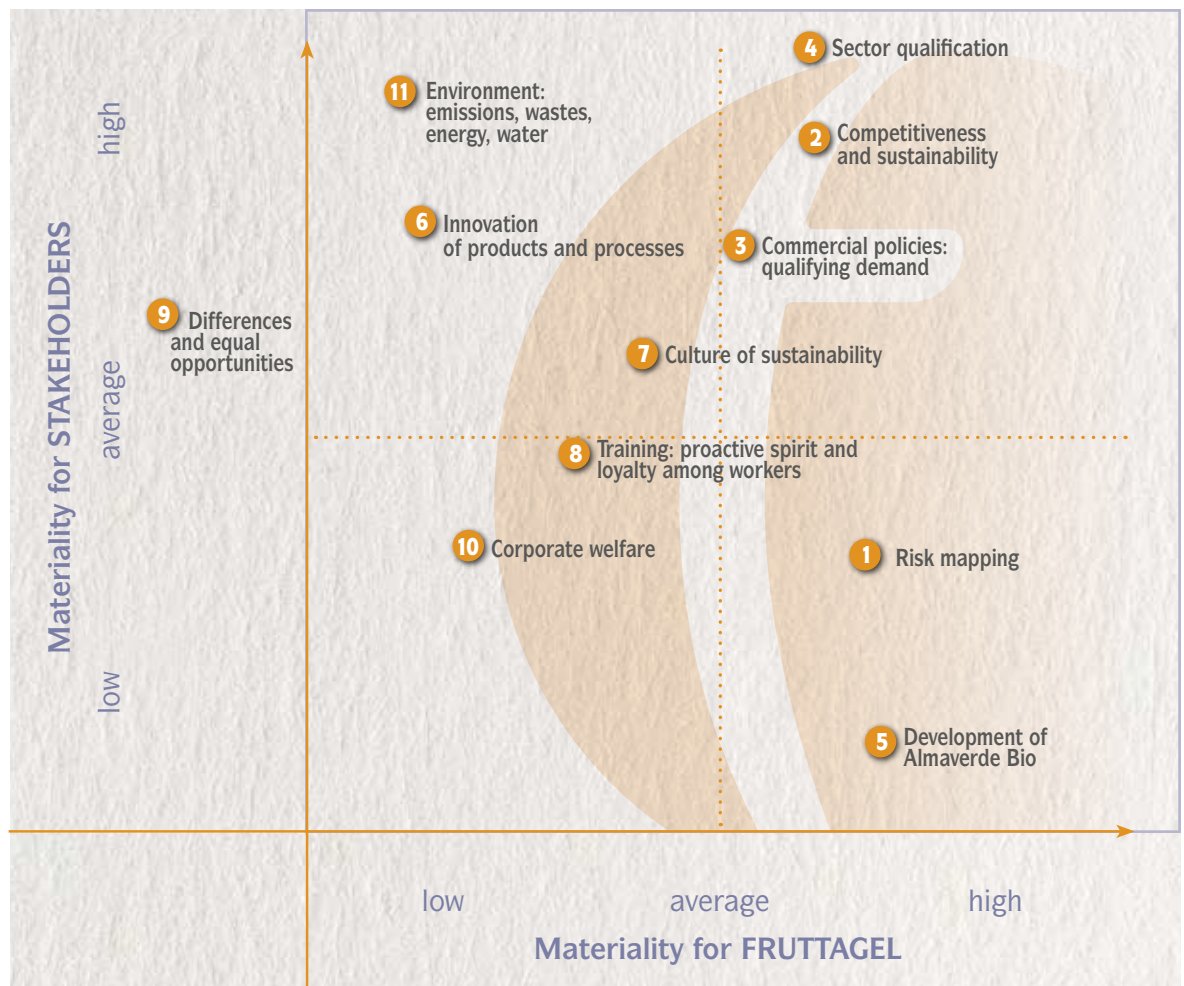 4 Sector qualification
11 Environment:
emissions, wastes,
energy, water
2 Competitiveness
and sustainability
6 Innovation
of products and processes
3 Commercial policies:
qualifying demand
9 Differences
and equal
opportunities
7 Culture of sustainability
8 Training: proactive spirit and
loyalty among workers
10 Corporate welfare
1 Risk mapping
5 Development of
Almaverde Bio
Materiality for STAKEHOLDERS
high
average
low
low average high
Materiality for FRUTTAGEL